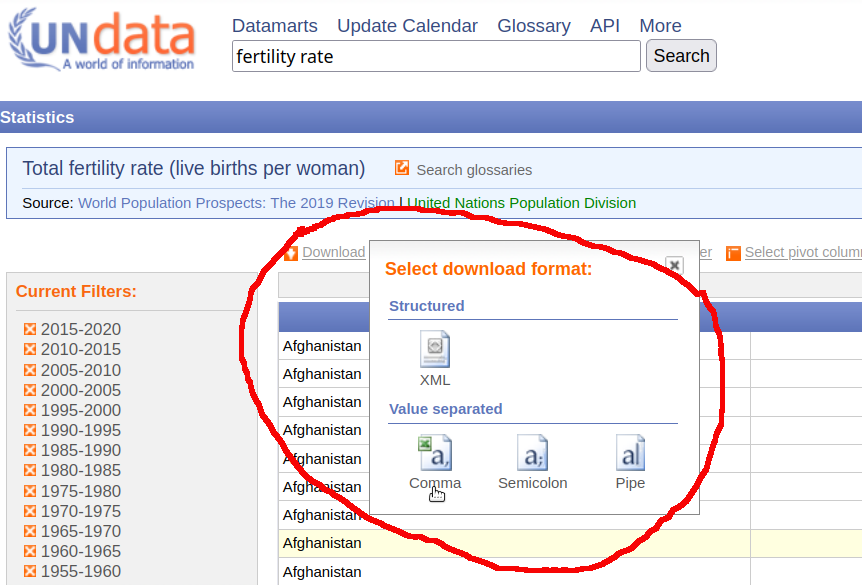 UNdata
A world of information
Datamarts Update Calendar Glossary API More
fertility rate
Search
Statistics
Total fertility rate (live births per woman) Search glossaries
Source: World Population Prospects: The 2019 Revision | United Nations Population Division
Download
er
Select pivot colum
Current Filters:
2015-2020
2010-2015
2005-2010
2000-2005
1995-2000
1990-1995
1985-1990
1980-1985
1975-1980
1970-1975
1965-1970
1960-1965
1955-1960
Select download format:
Structured
XML
Value separated
a,
a;
a|
Comma
Semicolon
Pipe
Afghanistan
Afghanistan
Afghanistan
Afghanistan
Afghanistan
Afghanistan
Afghanistan
Afghanistan
Afghanistan